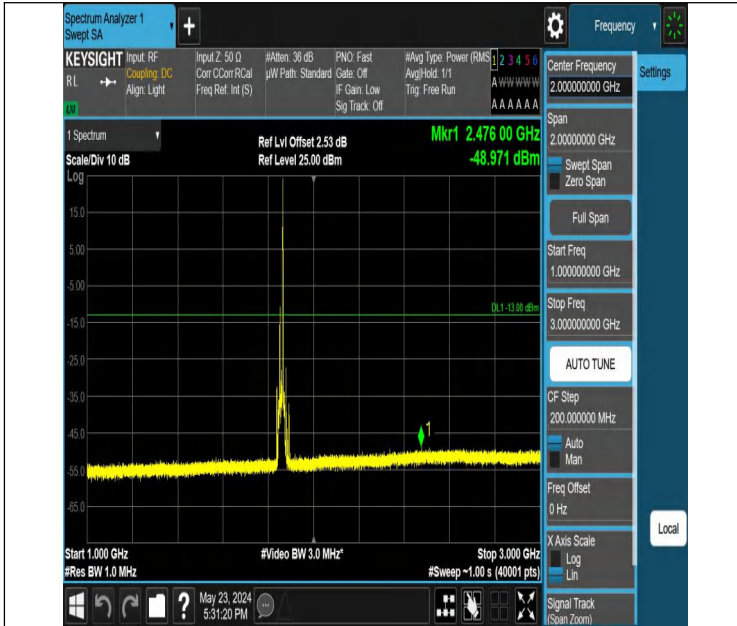 Spectrum Analyzer 1
Swept SA
+
Frequency
KEYSIGHT
RL
Input: RF
Coupling: DC
Align: Light
Input Z: 50 Ω
Corr CCorr RCal
Freq Ref: Int (S)
#Atten: 36 dB
µW Path: Standard
PNO: Fast
Gate: Off
IF Gain: Low
Sig Track: Off
#Avg Type: Power (RMS
Avg|Hold: 1/1
Trig: Free Run
1 2 3 4 5 6
A W W W W W
A A A A A A
1 Spectrum
Scale/Div 10 dB
Log
Ref Lvl Offset 2.53 dB
Ref Level 25.00 dBm
Mkr1 2.476 00 GHz
-48.971 dBm
15.0
5.00
-5.00
DL1 -13.00 dBm
-15.0
-25.0
-35.0
-45.0
1
-55.0
-65.0
Start 1.000 GHz
#Res BW 1.0 MHz
#Video BW 3.0 MHz*
Stop 3.000 GHz
#Sweep ~1.00 s (40001 pts)
?
May 23, 2024
5:31:20 PM
Center Frequency
2.000000000 GHz
Settings
Span
2.00000000 GHz
Swept Span
Zero Span
Full Span
Start Freq
1.000000000 GHz
Stop Freq
3.000000000 GHz
AUTO TUNE
CF Step
200.000000 MHz
Auto
Man
Freq Offset
0 Hz
X Axis Scale
Log
Lin
Local
Signal Track
(Span Zoom)